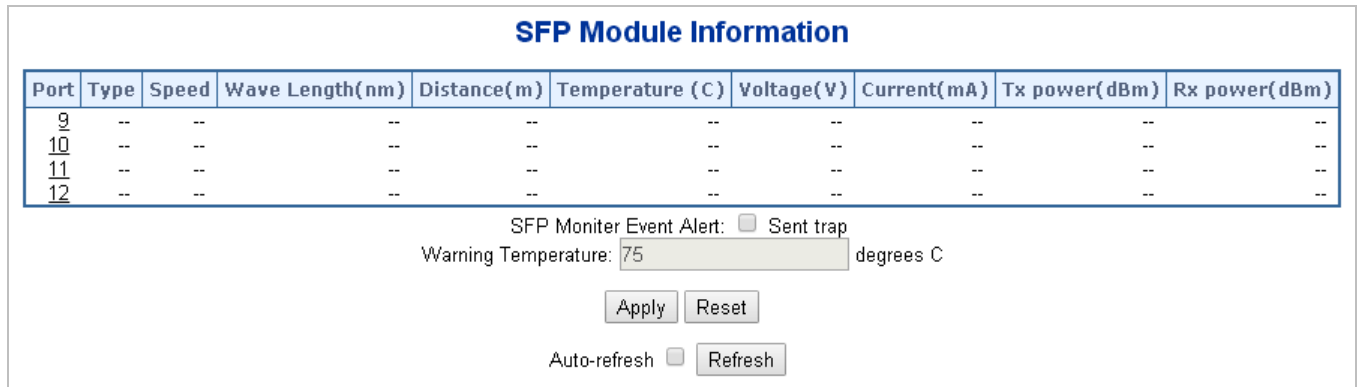 SFP Module Information
Port Type Speed Wave Length(nm) Distance(m) Temperature (C) Voltage(V) Current(mA) Tx power(dBm) Rx power(dBm)
9 -- -- -- -- -- -- -- -- --
10 -- -- -- -- -- -- -- -- --
11 -- -- -- -- -- -- -- -- --
12 -- -- -- -- -- -- -- -- --
SFP Moniter Event Alert: Sent trap
Warning Temperature: 75 degrees C
Apply Reset
Auto-refresh Refresh